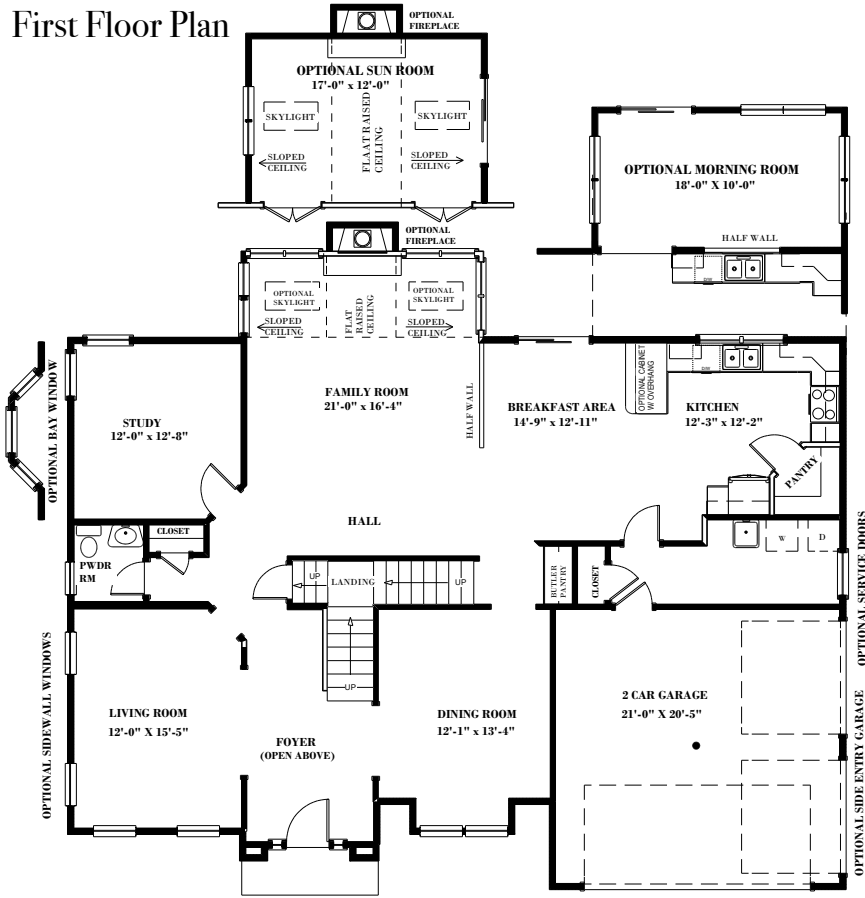 First Floor Plan
OPTIONAL
FIREPLACE
OPTIONAL SUN ROOM
17'-0" x 12'-0"
SKYLIGHT
SKYLIGHT
FLAAT RAISED
CEILING
SLOPED
CEILING
SLOPED
CEILING
OPTIONAL MORNING ROOM
18'-0" X 10'-0"
HALF WALL
DW
OPTIONAL
FIREPLACE
OPTIONAL
SKYLIGHT
OPTIONAL
SKYLIGHT
FLAT
RAISED
CEILING
SLOPED
CEILING
SLOPED
CEILING
OPTIONAL BAY WINDOW
STUDY
12'-0" x 12'-8"
FAMILY ROOM
21'-0" x 16'-4"
HALF WALL
BREAKFAST AREA
14'-9" x 12'-11"
OPTIONAL CABINET
W/ OVERHANG
DW
KITCHEN
12'-3" x 12'-2"
PANTRY
HALL
CLOSET
PWDR
RM
UP
LANDING
UP
UP
BUTLER
PANTRY
CLOSET
W
D
OPTIONAL SERVICE DOORS
OPTIONAL SIDEWALL WINDOWS
LIVING ROOM
12'-0" X 15'-5"
FOYER
(OPEN ABOVE)
DINING ROOM
12'-1" x 13'-4"
2 CAR GARAGE
21'-0" X 20'-5"
OPTIONAL SIDE ENTRY GARAGE